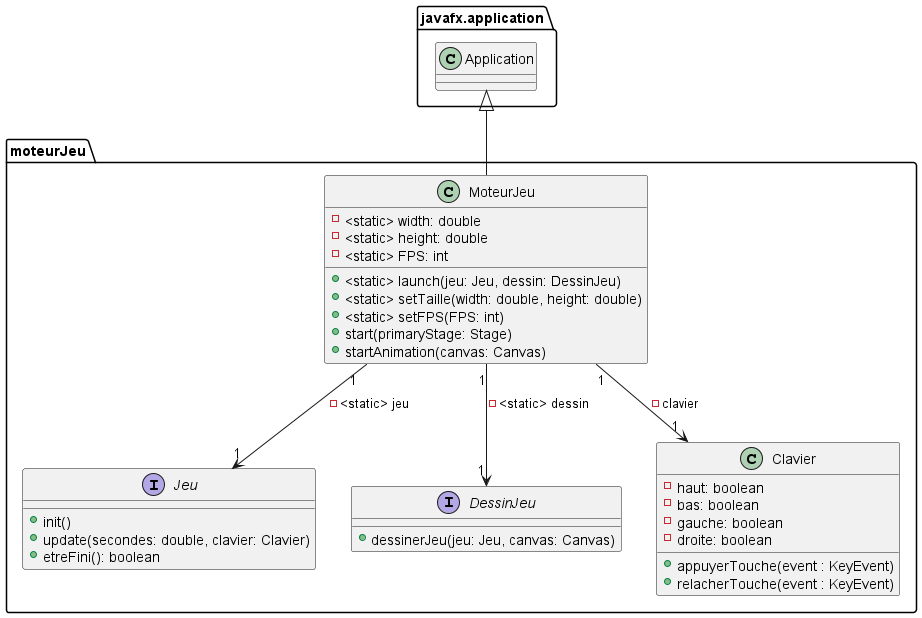 javafx.application
C Application
moteurJeu
C MoteurJeu
<static> width: double
<static> height: double
<static> FPS: int
<static> launch(jeu: Jeu, dessin: DessinJeu)
<static> setTaille(width: double, height: double)
<static> setFPS(FPS: int)
start(primaryStage: Stage)
startAnimation(canvas: Canvas)
1 1 1
<static> jeu
<static> dessin
clavier
1 1 1
I Jeu
init()
update(secondes: double, clavier: Clavier)
etreFini(): boolean
I DessinJeu
dessinerJeu(jeu: Jeu, canvas: Canvas)
C Clavier
haut: boolean
bas: boolean
gauche: boolean
droite: boolean
appuyerTouche(event : KeyEvent)
relacherTouche(event : KeyEvent)